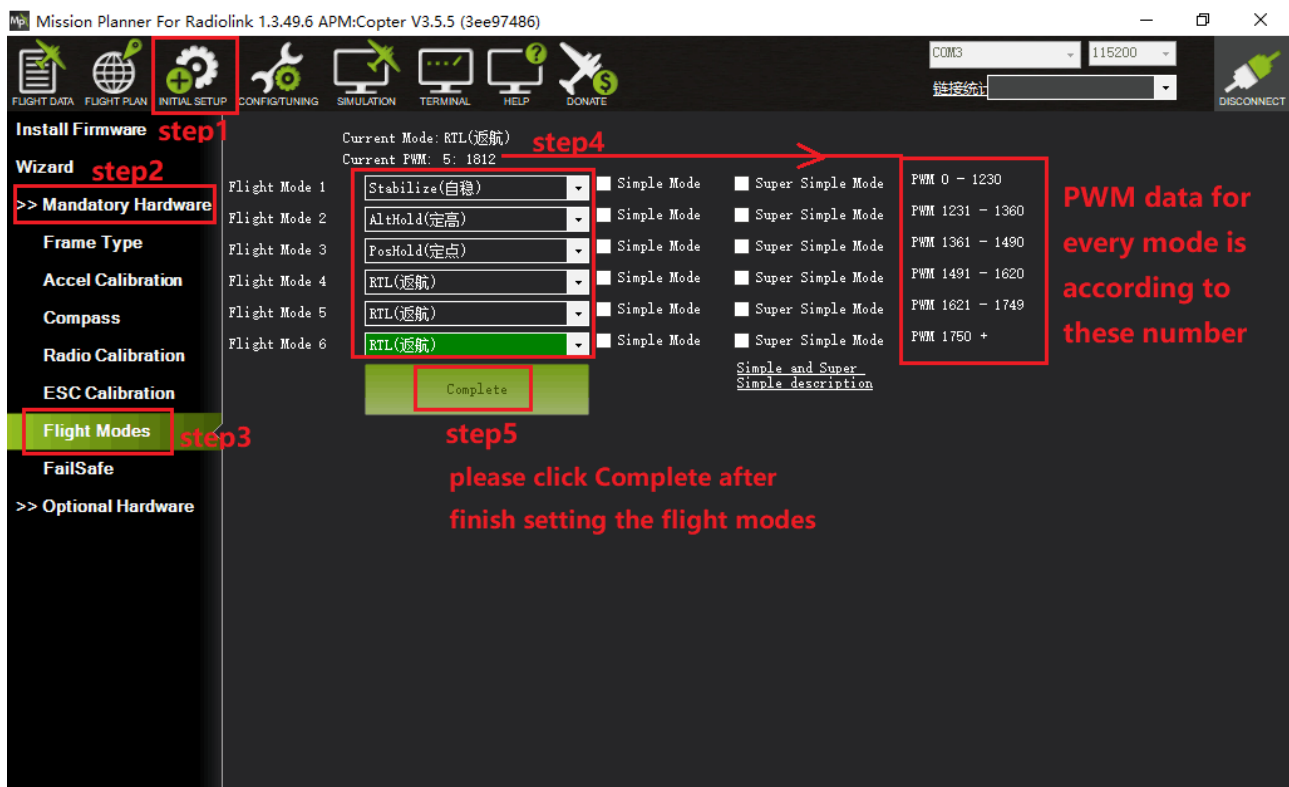 Mission Planner For Radiolink 1.3.49.6 APM:Copter V3.5.5 (3ee97486)
FLIGHT DATA FLIGHT PLAN INITIAL SETUP CONFIG/TUNING SIMULATION TERMINAL HELP DONATE
COM3 115200
链接统计
DISCONNECT
Install Firmware
step1
Wizard
step2
>> Mandatory Hardware
Frame Type
Accel Calibration
Compass
Radio Calibration
ESC Calibration
Flight Modes
step3
FailSafe
>> Optional Hardware
Current Mode: RTL(返航)
step4
Current PWM: 5: 1812
Flight Mode 1 Stabilize(自稳) Simple Mode Super Simple Mode PWM 0 - 1230
Flight Mode 2 AltHold(定高) Simple Mode Super Simple Mode PWM 1231 - 1360
Flight Mode 3 PosHold(定点) Simple Mode Super Simple Mode PWM 1361 - 1490
Flight Mode 4 RTL(返航) Simple Mode Super Simple Mode PWM 1491 - 1620
Flight Mode 5 RTL(返航) Simple Mode Super Simple Mode PWM 1621 - 1749
Flight Mode 6 RTL(返航) Simple Mode Super Simple Mode PWM 1750 +
PWM data for
every mode is
according to
these number
Simple and Super
Simple description
Complete
step5
please click Complete after
finish setting the flight modes